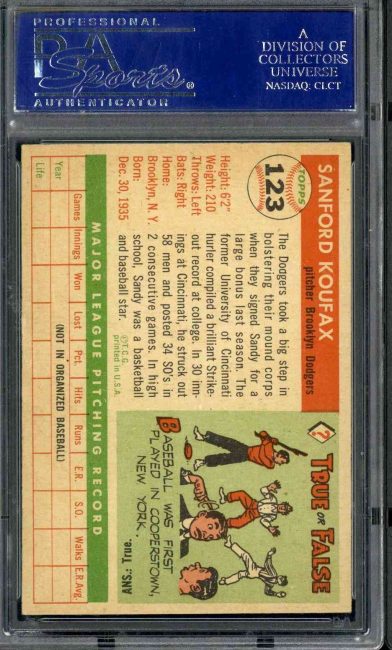 PROFESSIONAL
PSA
Sports®
AUTHENTICATOR
A
DIVISION OF
COLLECTORS
UNIVERSE
NASDAQ: CLCT
TOPPS
123
SANFORD KOUFAX
pitcher Brooklyn Dodgers
Height: 6'2"
Weight: 210
Throws: Left
Bats: Right
Home:
Brooklyn, N. Y.
Born:
Dec. 30, 1935
The Dodgers took a big step in
bolstering their mound corps
when they signed Sandy for a
large bonus last season. The
former University of Cincinnati
hurler compiled a brilliant Strike-
out record at college. In 30 inn-
ings at Cincinnati, he struck out
58 men and posted 34 SO's in
2 consecutive games. In high
school, Sandy was a basketball
and baseball star.
©T.C.G.
printed in U.S.A.
?
TRUE OR FALSE
BASEBALL WAS FIRST
PLAYED IN COOPERSTOWN,
NEW YORK.
ANS: True.
MAJOR LEAGUE PITCHING RECORD
Games Innings Won Lost Pct. Hits Runs E.R. S.O. Walks E.R.Avg.
Year
Life
(NOT IN ORGANIZED BASEBALL)